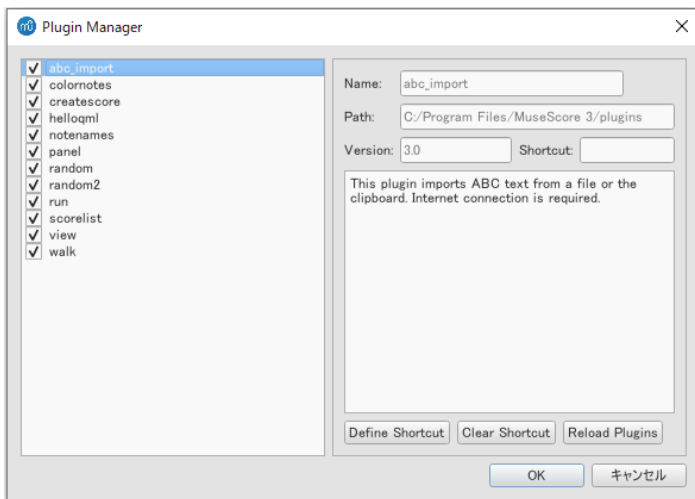 Plugin Manager
abc_import
colornotes
createscore
helloqml
notenames
panel
random
random2
run
scorelist
view
walk
Name: abc_import
Path: C:/Program Files/MuseScore 3/plugins
Version: 3.0 Shortcut:
This plugin imports ABC text from a file or the
clipboard. Internet connection is required.
Define Shortcut Clear Shortcut Reload Plugins
OK キャンセル